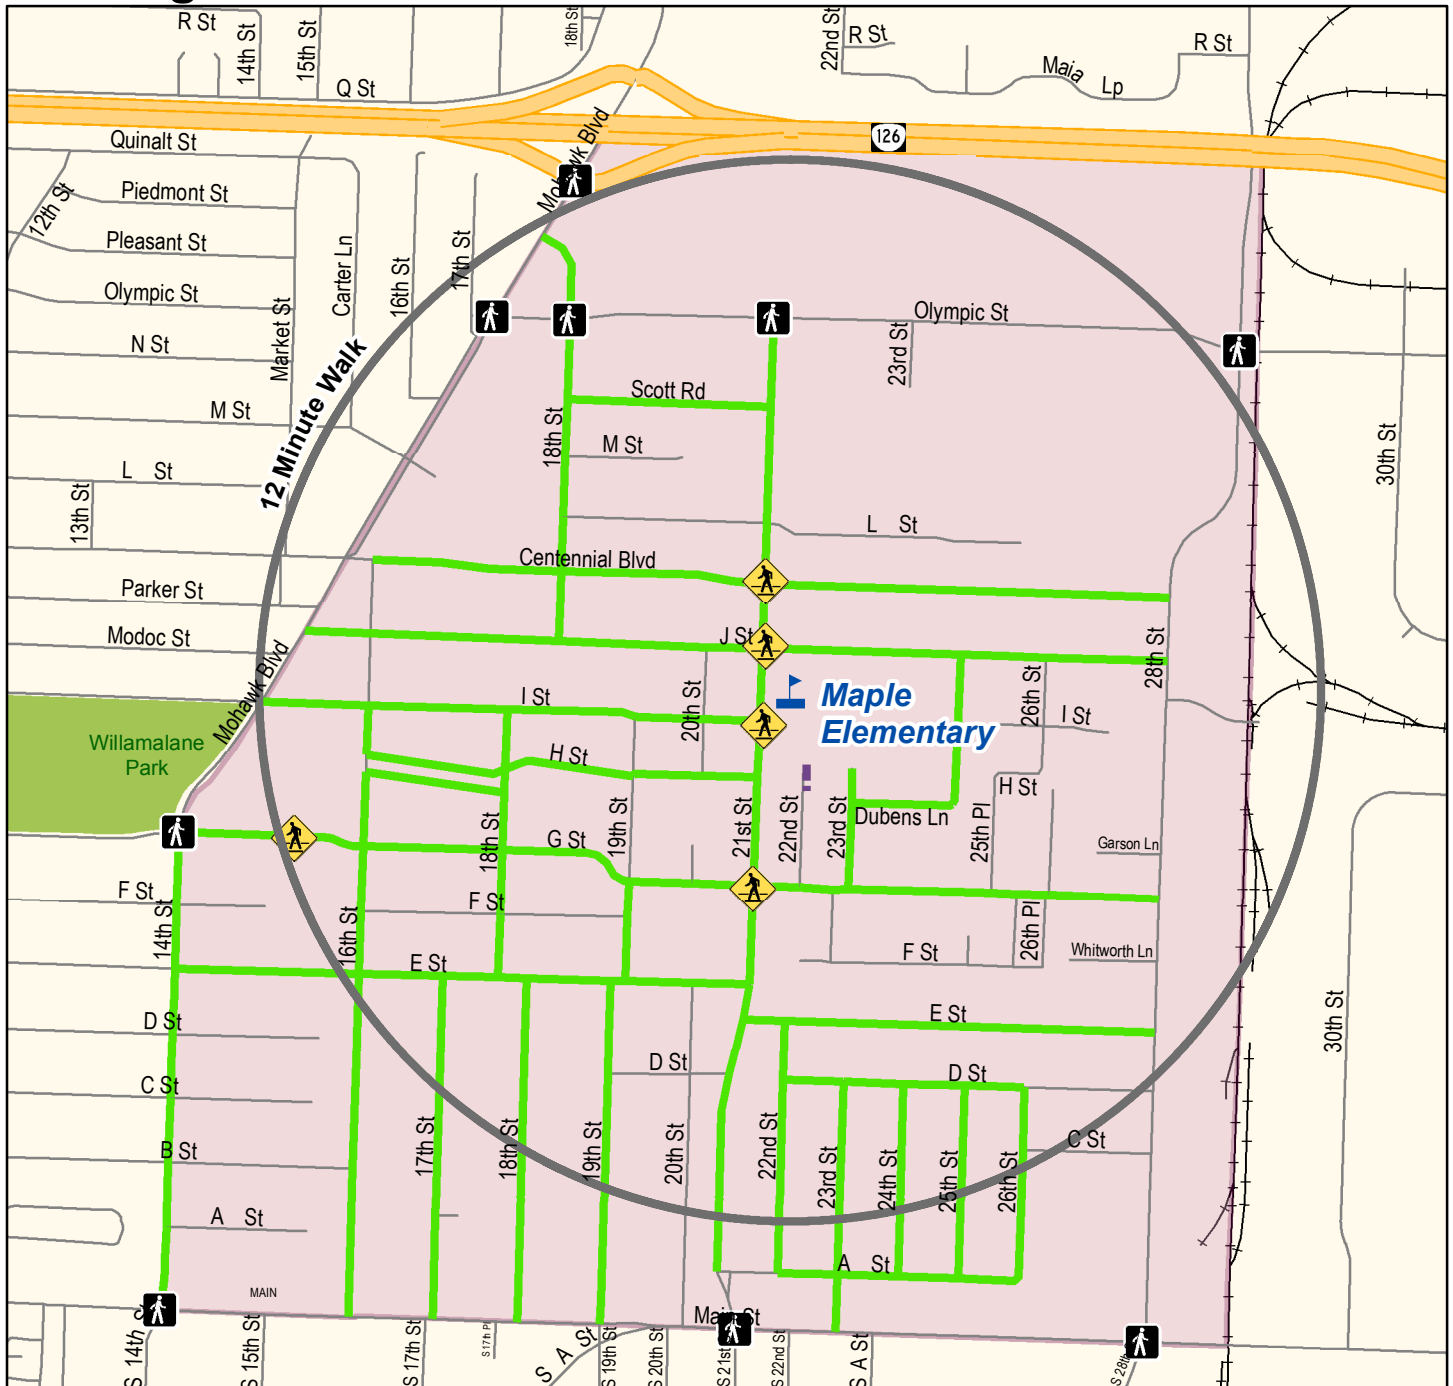 R St
14th St
15th St
18th St
22nd St
R St
R St
Maia Lp
Q St
126
Mohawk Blvd
Quinalt St
Piedmont St
12th St
Pleasant St
Olympic St
N St
M St
L St
13th St
Market St
Carter Ln
16th St
17th St
12 Minute Walk
Olympic St
23rd St
Scott Rd
18th St
M St
L St
30th St
Centennial Blvd
Parker St
Modoc St
J St
28th St
Mohawk Blvd
I St
20th St
Maple
Elementary
26th St
I St
Willamalane
Park
H St
H St
18th St
G St
19th St
21st St
22nd St
23rd St
Dubens Ln
25th Pl
Garson Ln
F St
14th St
16th St
F St
26th Pl
F St
Whitworth Ln
E St
E St
D St
D St
D St
30th St
C St
C St
B St
17th St
18th St
19th St
20th St
22nd St
23rd St
24th St
25th St
26th St
A St
A St
MAIN
Main St
S 14th St
S 15th St
S 17th St
S 17th Pl
S A St
S 19th St
S 20th St
S 21st
S 22nd St
S A St
S 28th